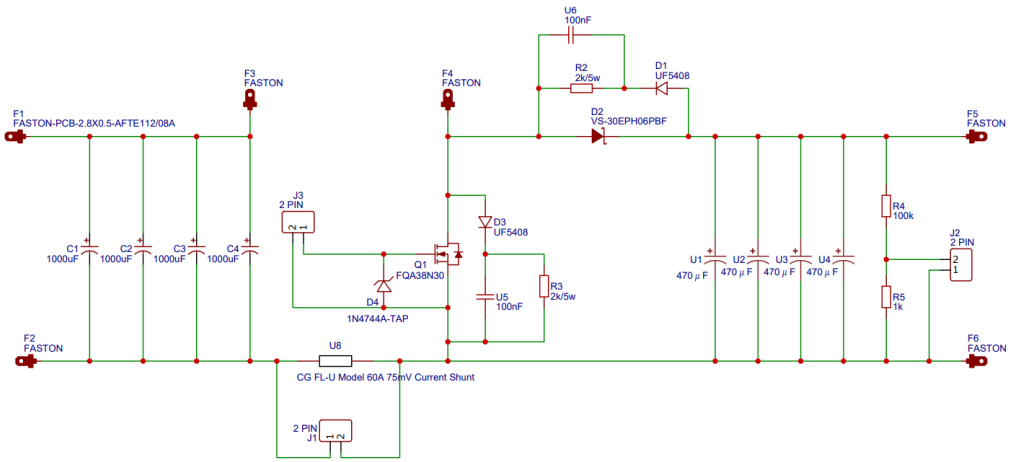 U6
100nF
R2
2k/5w
D1
UF5408
F3
FASTON
F4
FASTON
F1
FASTON-PCB-2.8X0.5-AFTE112/08A
D2
VS-30EPH06PBF
F5
FASTON
J3
2 PIN
2 1
D3
UF5408
R4
100k
J2
2 PIN
2
1
C1
1000uF
C2
1000uF
C3
1000uF
C4
1000uF
Q1
FQA38N30
D4
1N4744A-TAP
U5
100nF
R3
2k/5w
U1
470μF
U2
470μF
U3
470μF
U4
470μF
R5
1k
F2
FASTON
U8
CG FL-U Model 60A 75mV Current Shunt
F6
FASTON
2 PIN
J1
1 2